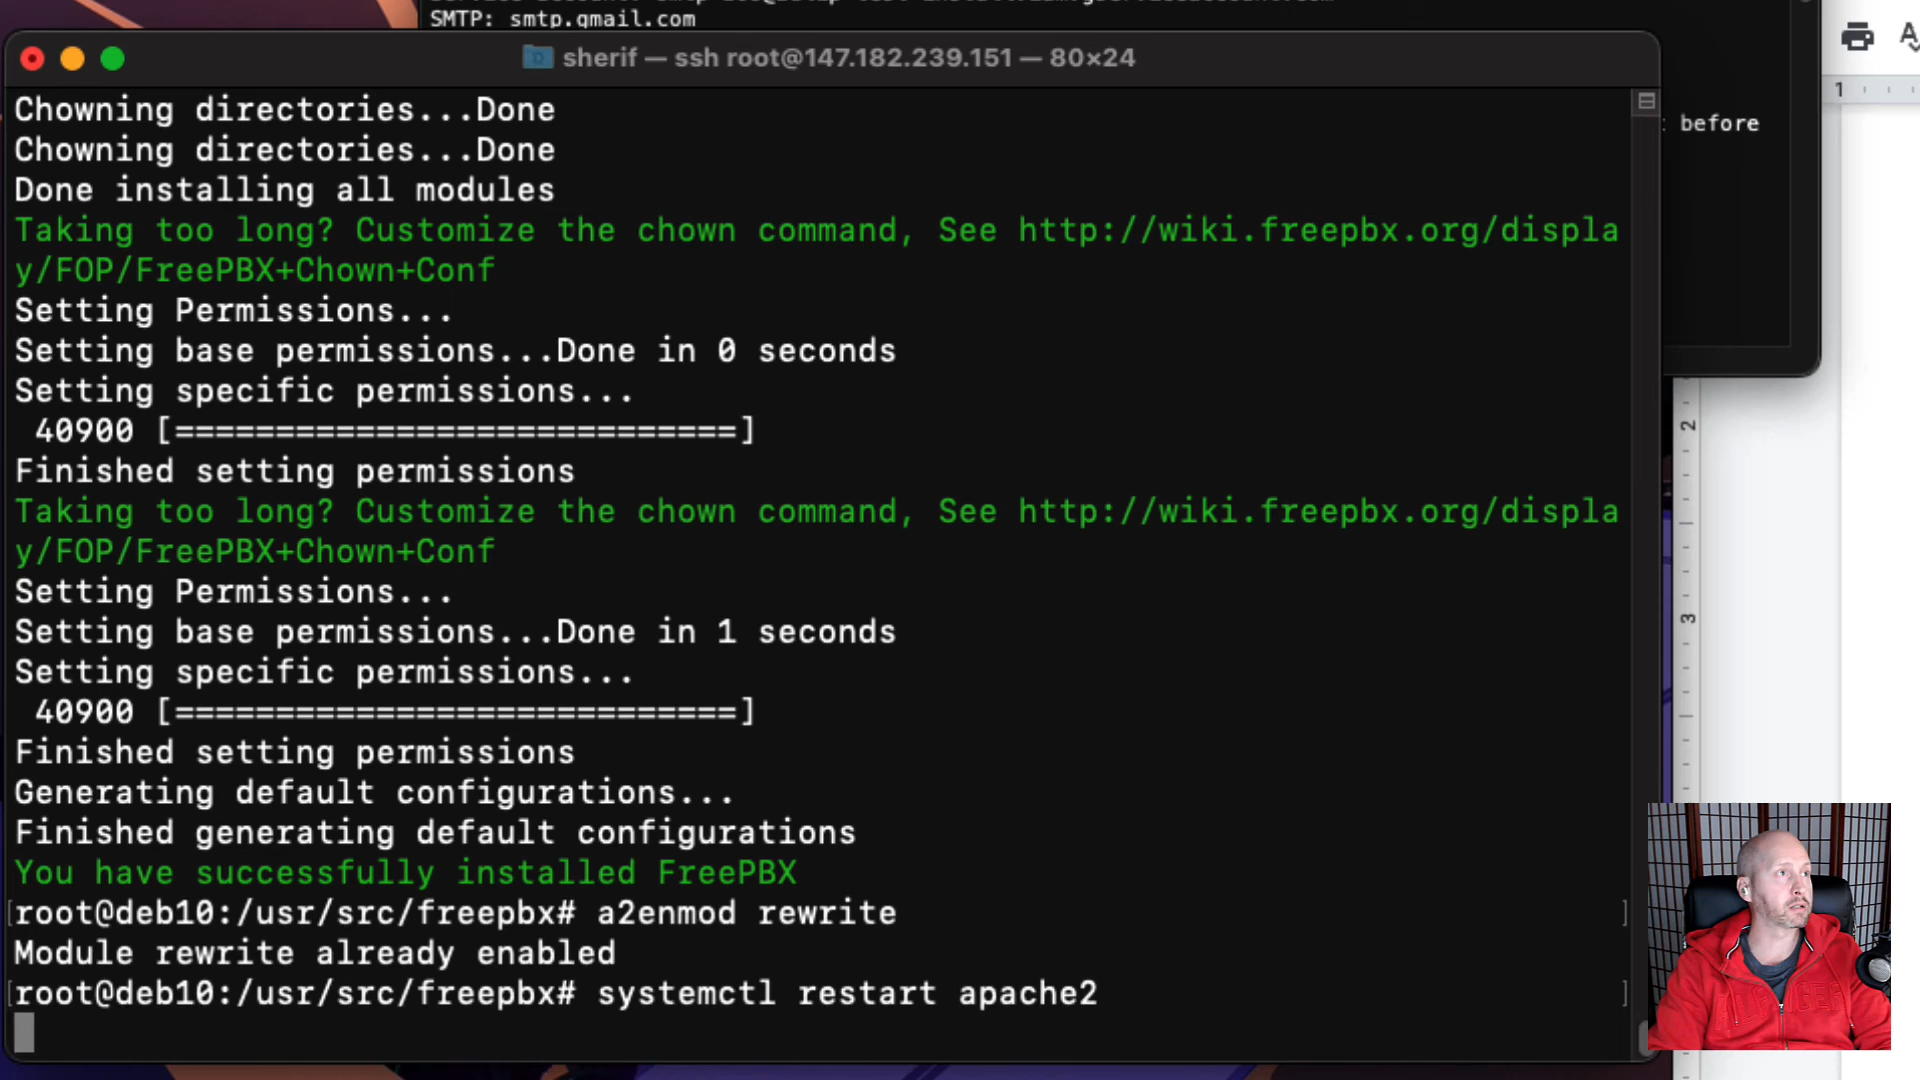 SMTP: smtp.gmail.com
sherif — ssh root@147.182.239.151 — 80×24
Chowning directories...Done
Chowning directories...Done
Done installing all modules
Taking too long? Customize the chown command, See http://wiki.freepbx.org/displa
y/FOP/FreePBX+Chown+Conf
Setting Permissions...
Setting base permissions...Done in 0 seconds
Setting specific permissions...
40900 [============================]
Finished setting permissions
Taking too long? Customize the chown command, See http://wiki.freepbx.org/displa
y/FOP/FreePBX+Chown+Conf
Setting Permissions...
Setting base permissions...Done in 1 seconds
Setting specific permissions...
40900 [============================]
Finished setting permissions
Generating default configurations...
Finished generating default configurations
You have successfully installed FreePBX
[root@deb10:/usr/src/freepbx# a2enmod rewrite ]
Module rewrite already enabled
[root@deb10:/usr/src/freepbx# systemctl restart apache2 ]
before
1
2
3